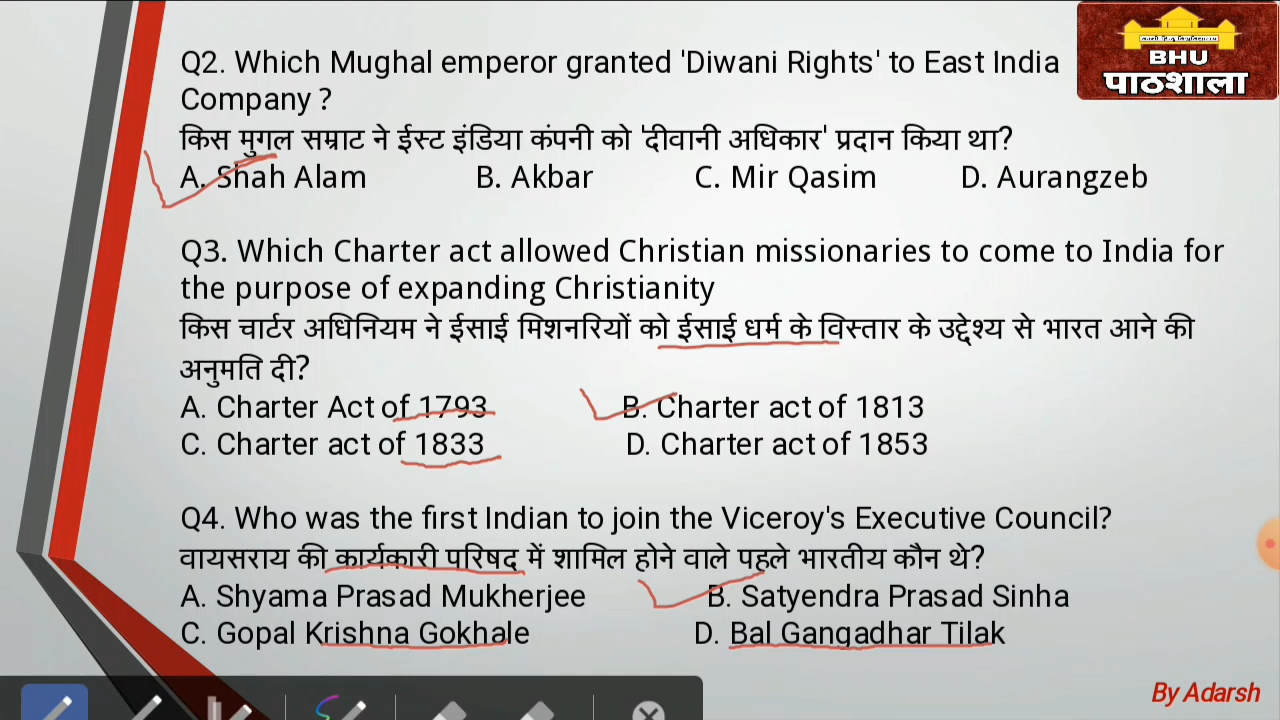 Q2. Which Mughal emperor granted 'Diwani Rights' to East India
Company ?
किस मुगल सम्राट ने ईस्ट इंडिया कंपनी को 'दीवानी अधिकार' प्रदान किया था?
A. Shah Alam B. Akbar C. Mir Qasim D. Aurangzeb
Q3. Which Charter act allowed Christian missionaries to come to India for
the purpose of expanding Christianity
किस चार्टर अधिनियम ने ईसाई मिशनरियों को ईसाई धर्म के विस्तार के उद्देश्य से भारत आने की
अनुमति दी?
A. Charter Act of 1793 B. Charter act of 1813
C. Charter act of 1833 D. Charter act of 1853
Q4. Who was the first Indian to join the Viceroy's Executive Council?
वायसराय की कार्यकारी परिषद में शामिल होने वाले पहले भारतीय कौन थे?
A. Shyama Prasad Mukherjee B. Satyendra Prasad Sinha
C. Gopal Krishna Gokhale D. Bal Gangadhar Tilak
BHU
पाठशाला
By Adarsh